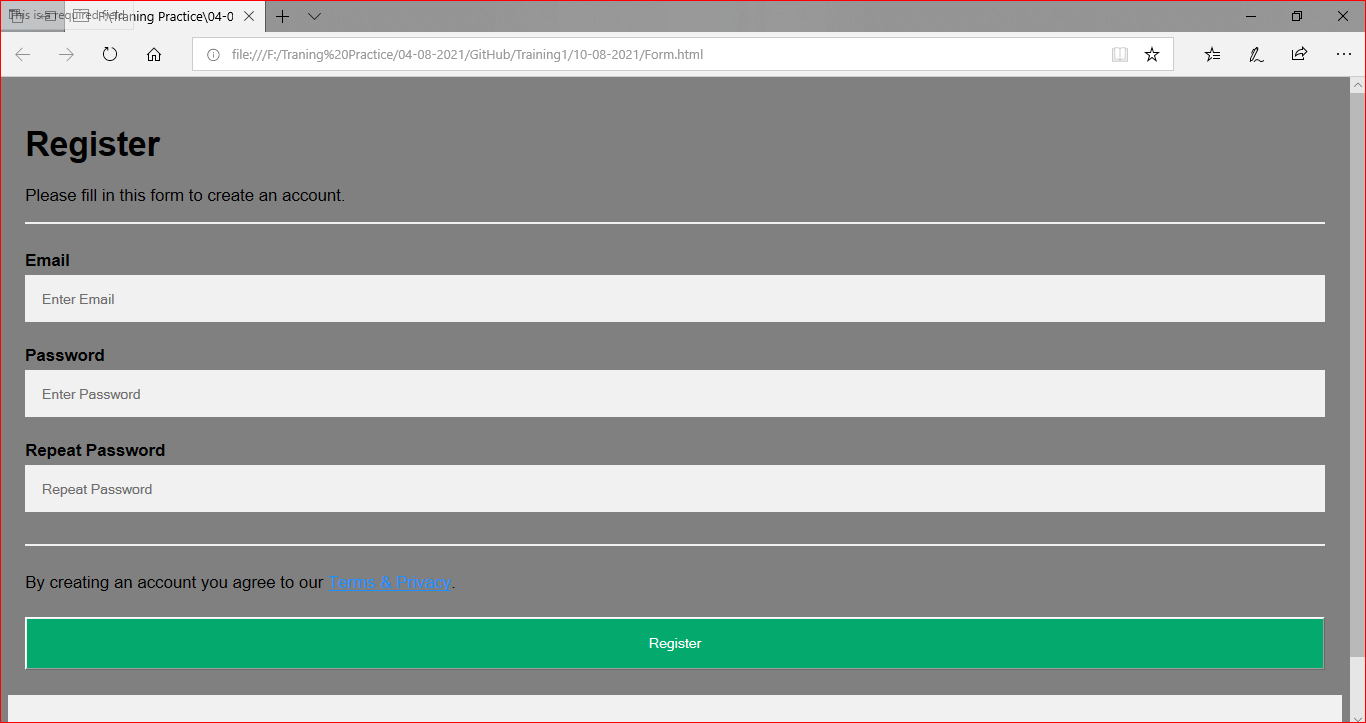 This is a required field
F:\Traning Practice\04-0
file:///F:/Traning%20Practice/04-08-2021/GitHub/Training1/10-08-2021/Form.html
Register
Please fill in this form to create an account.
Email
Enter Email
Password
Enter Password
Repeat Password
Repeat Password
By creating an account you agree to our Terms & Privacy.
Register